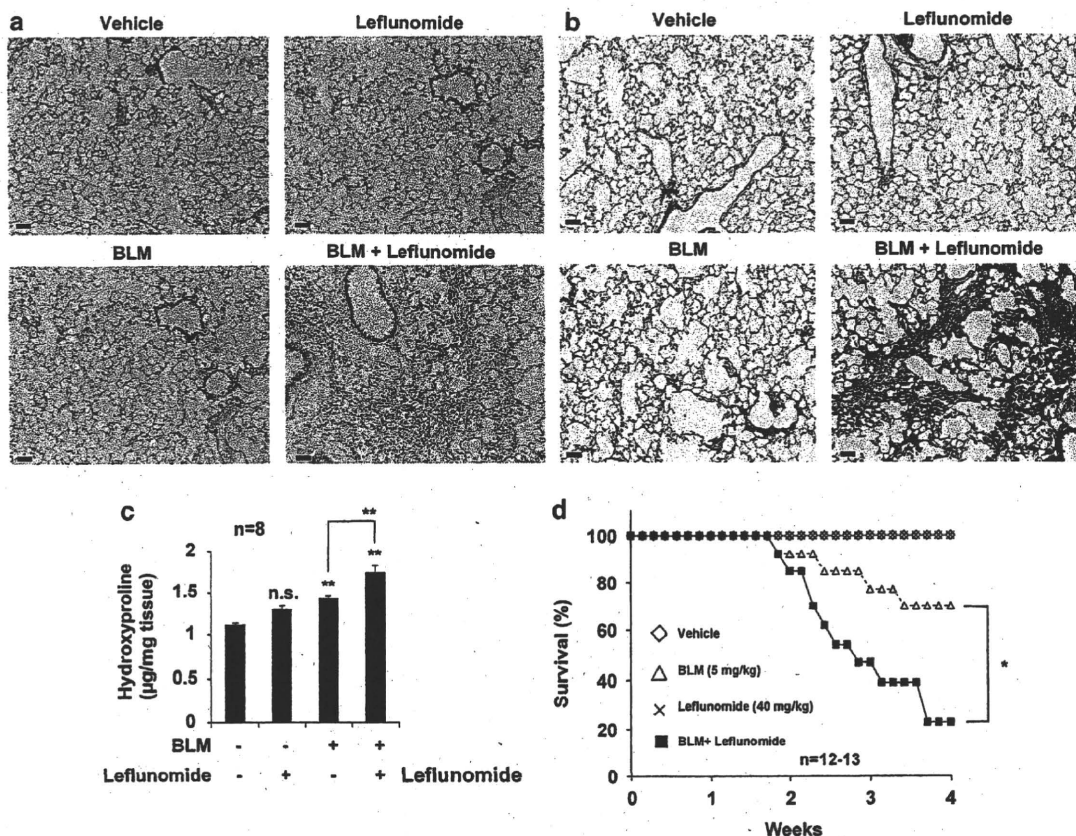 a
Vehicle
Leflunomide
BLM
BLM + Leflunomide
b
Vehicle
Leflunomide
BLM
BLM + Leflunomide
c
n=8
**
n.s.
**
**
Hydroxyproline
(µg/mg tissue)
2
1.5
1
0.5
0
BLM - - + +
Leflunomide - + - + Leflunomide
d
Survival (%)
100
80
60
40
20
0
Vehicle
BLM (5 mg/kg)
Leflunomide (40 mg/kg)
BLM+ Leflunomide
n=12-13
*
0 1 2 3 4
Weeks